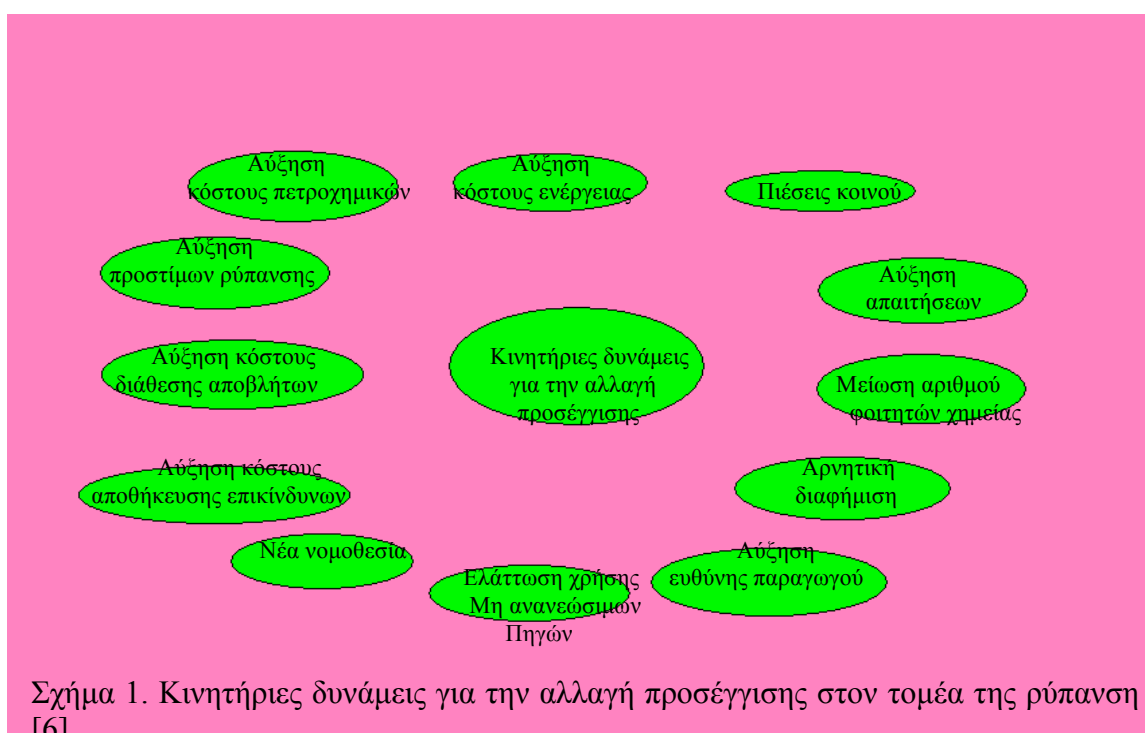 Αύξηση
κόστους πετροχημικών
Αύξηση
κόστους ενέργειας
Πιέσεις κοινού
Αύξηση
προστίμων ρύπανσης
Αύξηση
απαιτήσεων
Αύξηση κόστους
διάθεσης αποβλήτων
Κινητήριες δυνάμεις
για την αλλαγή
προσέγγισης
Μείωση αριθμού
φοιτητών χημείας
Αύξηση κόστους
αποθήκευσης επικίνδυνων
Αρνητική
διαφήμιση
Νέα νομοθεσία
Ελάττωση χρήσης
Μη ανανεώσιμων
Πηγών
Αύξηση
ευθύνης παραγωγού
Σχήμα 1. Κινητήριες δυνάμεις για την αλλαγή προσέγγισης στον τομέα της ρύπανση
[6]